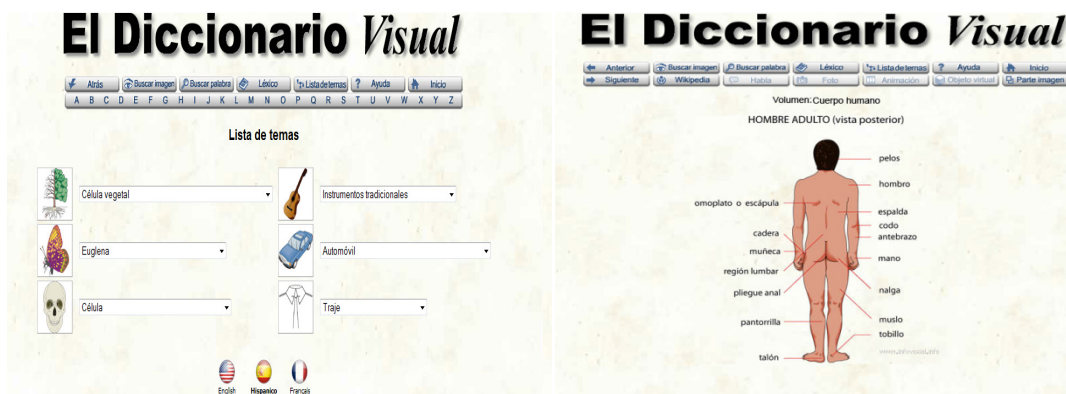 El Diccionario Visual
Atrás Buscar imagen Buscar palabra Léxico Lista de temas ? Ayuda Inicio
A B C D E F G H I J K L M N O P Q R S T U V W X Y Z
Lista de temas
Célula vegetal Instrumentos tradicionales
Euglena Automóvil
Célula Traje
English Hispanico Français
El Diccionario Visual
Anterior Buscar imagen Buscar palabra Léxico Lista de temas ? Ayuda Inicio
Siguiente Wikipedia Habla Foto Animación Objeto virtual Parte imagen
Volumen: Cuerpo humano
HOMBRE ADULTO (vista posterior)
pelos
hombro
omoplato o escápula
espalda
codo
cadera
antebrazo
muñeca
mano
región lumbar
pliegue anal
nalga
pantorrilla
muslo
tobillo
talón
www.infovisual.info